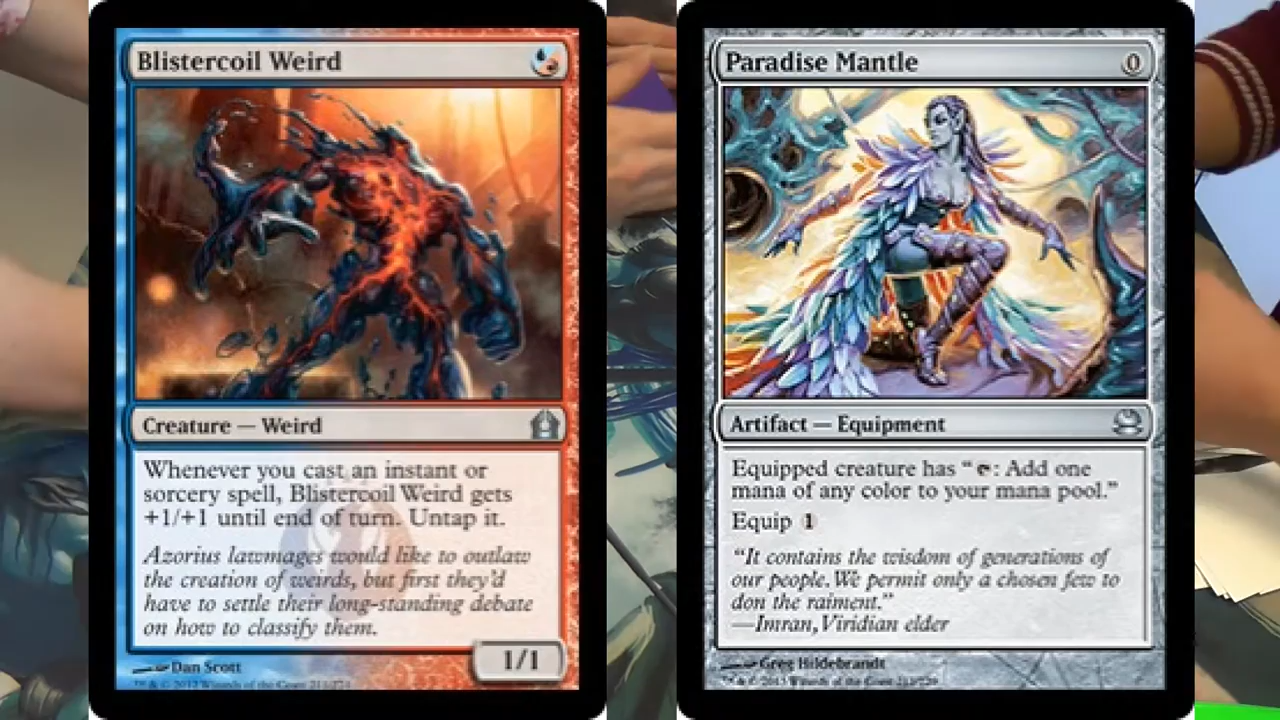 Blistercoil Weird
Creature — Weird
Whenever you cast an instant or
sorcery spell, Blistercoil Weird gets
+1/+1 until end of turn. Untap it.
Azorius lawmages would like to outlaw
the creation of weirds, but first they'd
have to settle their long-standing debate
on how to classify them.
1/1
Dan Scott
Paradise Mantle
0
Artifact — Equipment
Equipped creature has “ : Add one
mana of any color to your mana pool.”
Equip 1
“It contains the wisdom of generations of
our people. We permit only a chosen few to
don the raiment.”
—Imran, Viridian elder
Greg Hildebrandt